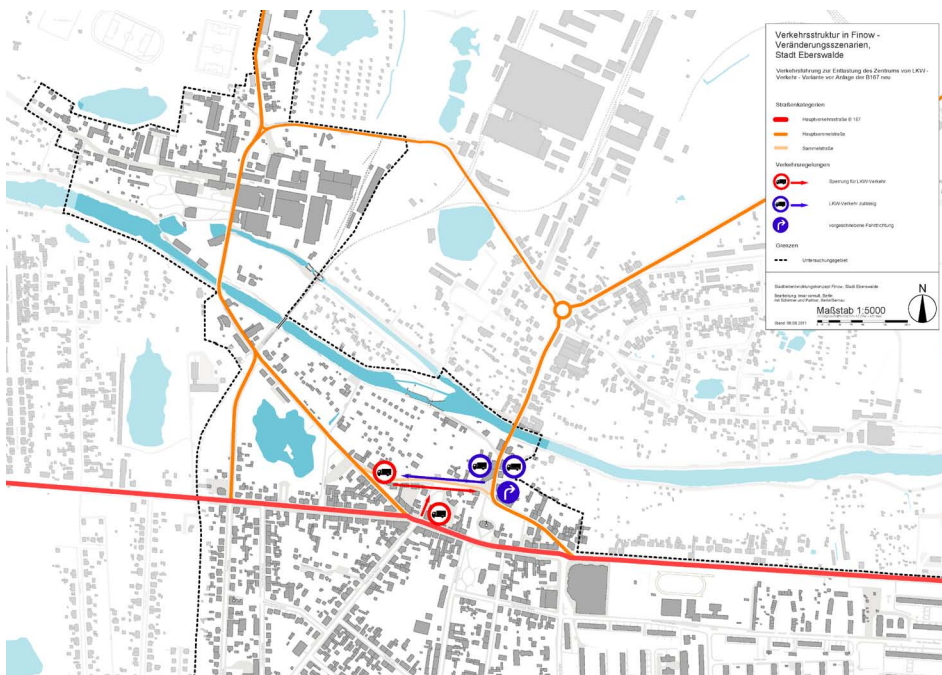 Verkehrsstruktur in Finow -
Veränderungsszenarien,
Stadt Eberswalde
Verkehrsführung zur Entlastung des Zentrums von LKW -
Verkehr - Variante vor Anlage der B167 neu
Straßenkategorien
Hauptverkehrsstraße B 167
Hauptsammelstraße
Sammelstraße
Verkehrsregelungen
Sperrung für LKW-Verkehr
LKW-Verkehr zulässig
vorgeschriebene Fahrtrichtung
Grenzen
Untersuchungsgebiet
Stadtteilentwicklungskonzept Finow, Stadt Eberswalde
N
Maßstab 1:5000